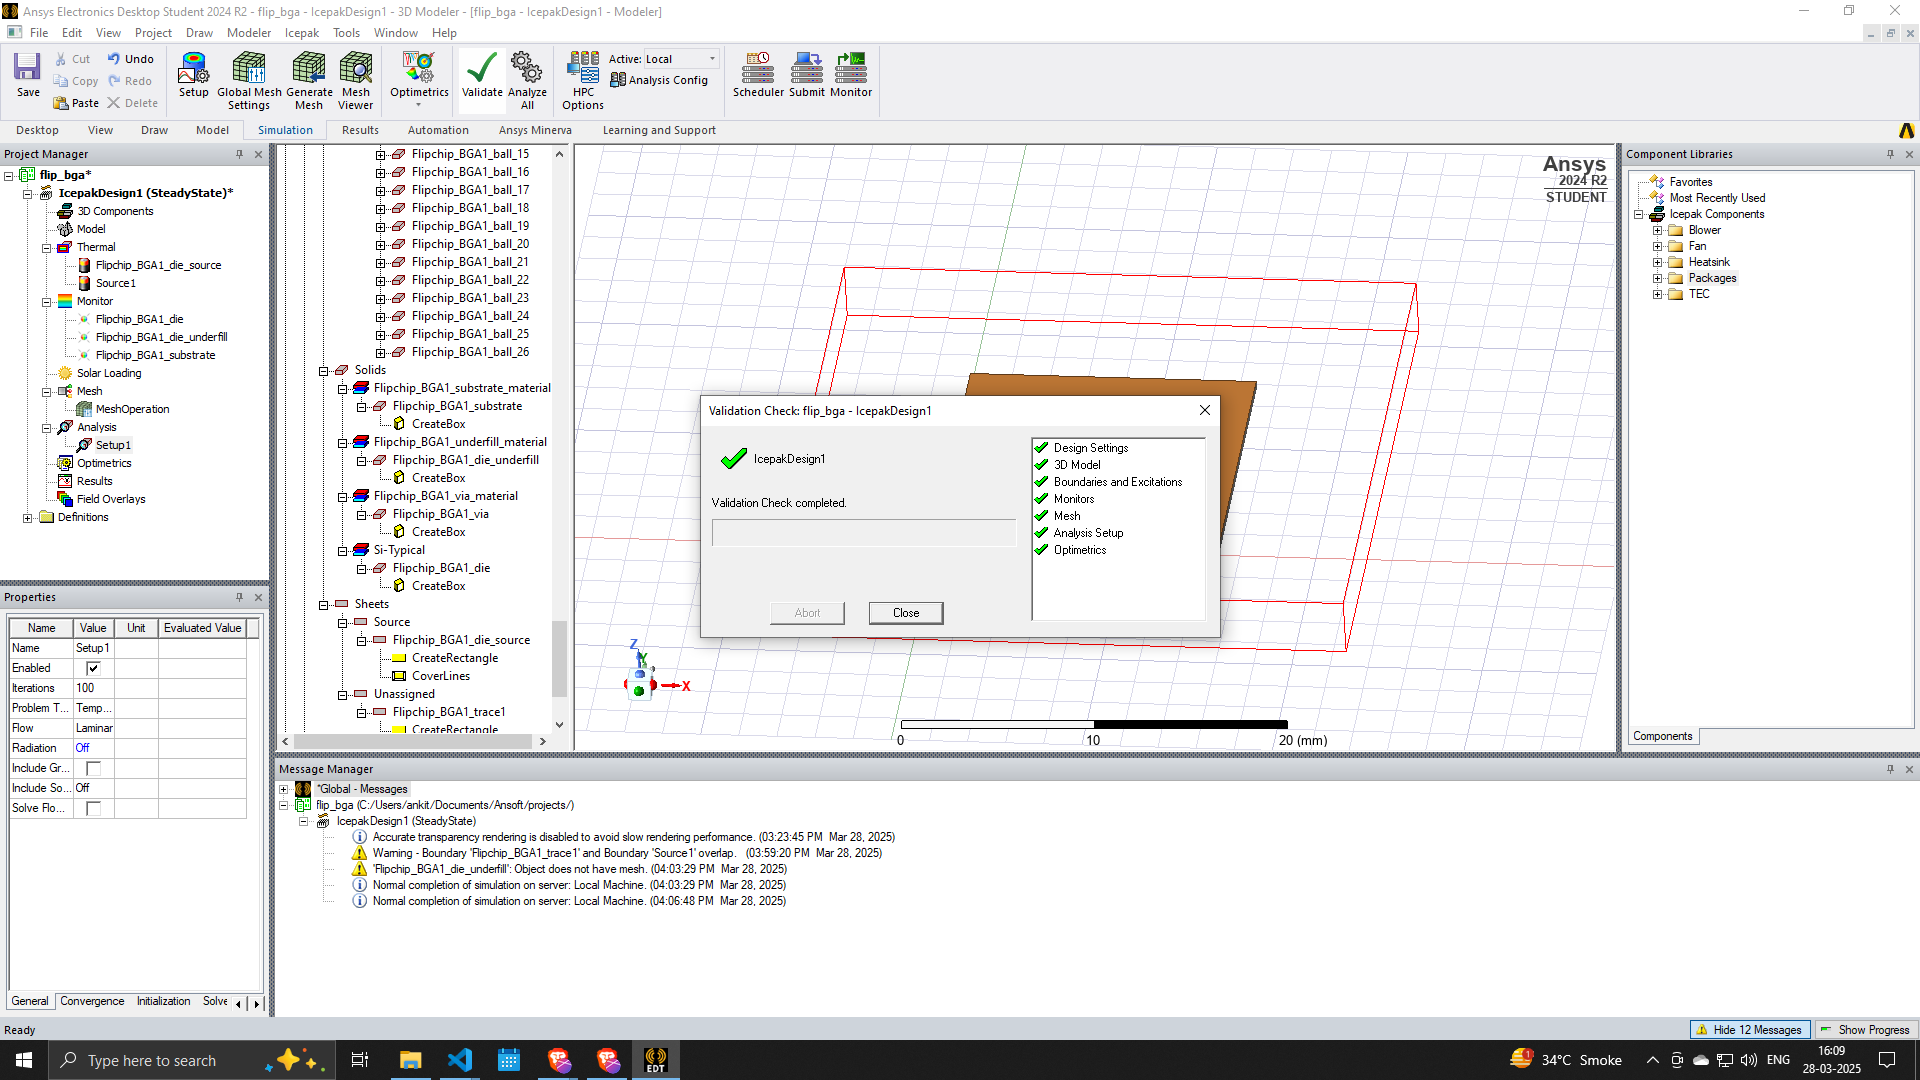 Ansys Electronics Desktop Student 2024 R2 - flip_bga - IcepakDesign1 - 3D Modeler - [flip_bga - IcepakDesign1 - Modeler]
File Edit View Project Draw Modeler Icepak Tools Window Help
Save
Cut
Copy
Paste
Undo
Redo
Delete
Setup
Global Mesh Settings
Generate Mesh
Mesh Viewer
Optimetrics
Validate
Analyze All
HPC Options
Active: Local
Analysis Config
Scheduler
Submit
Monitor
Desktop View Draw Model Simulation Results Automation Ansys Minerva Learning and Support
Project Manager
flip_bga*
IcepakDesign1 (SteadyState)*
3D Components
Model
Thermal
Flipchip_BGA1_die_source
Source1
Monitor
Flipchip_BGA1_die
Flipchip_BGA1_die_underfill
Flipchip_BGA1_substrate
Solar Loading
Mesh
MeshOperation
Analysis
Setup1
Optimetrics
Results
Field Overlays
Definitions
Properties
Name Value Unit Evaluated Value
Name Setup1
Enabled
Iterations 100
Problem T... Temp...
Flow Laminar
Radiation Off
Include Gr...
Include So... Off
Solve Flo...
General Convergence Initialization Solve
Flipchip_BGA1_ball_15
Flipchip_BGA1_ball_16
Flipchip_BGA1_ball_17
Flipchip_BGA1_ball_18
Flipchip_BGA1_ball_19
Flipchip_BGA1_ball_20
Flipchip_BGA1_ball_21
Flipchip_BGA1_ball_22
Flipchip_BGA1_ball_23
Flipchip_BGA1_ball_24
Flipchip_BGA1_ball_25
Flipchip_BGA1_ball_26
Solids
Flipchip_BGA1_substrate_material
Flipchip_BGA1_substrate
CreateBox
Flipchip_BGA1_underfill_material
Flipchip_BGA1_die_underfill
CreateBox
Flipchip_BGA1_via_material
Flipchip_BGA1_via
CreateBox
Si-Typical
Flipchip_BGA1_die
CreateBox
Sheets
Source
Flipchip_BGA1_die_source
CreateRectangle
CoverLines
Unassigned
Flipchip_BGA1_trace1
CreateRectangle
Ansys
2024 R2
STUDENT
Validation Check: flip_bga - IcepakDesign1
IcepakDesign1
Validation Check completed.
Abort
Close
Design Settings
3D Model
Boundaries and Excitations
Monitors
Mesh
Analysis Setup
Optimetrics
Z
Y
X
0 10 20 (mm)
Component Libraries
Favorites
Most Recently Used
Icepak Components
Blower
Fan
Heatsink
Packages
TEC
Components
Message Manager
*Global - Messages
flip_bga (C:/Users/ankit/Documents/Ansoft/projects/)
IcepakDesign1 (SteadyState)
Accurate transparency rendering is disabled to avoid slow rendering performance. (03:23:45 PM Mar 28, 2025)
Warning - Boundary 'Flipchip_BGA1_trace1' and Boundary 'Source1' overlap. (03:59:20 PM Mar 28, 2025)
'Flipchip_BGA1_die_underfill': Object does not have mesh. (04:03:29 PM Mar 28, 2025)
Normal completion of simulation on server: Local Machine. (04:03:29 PM Mar 28, 2025)
Normal completion of simulation on server: Local Machine. (04:06:48 PM Mar 28, 2025)
Ready
Hide 12 Messages
Show Progress
Type here to search
EDT
1
34°C Smoke
ENG
16:09
28-03-2025